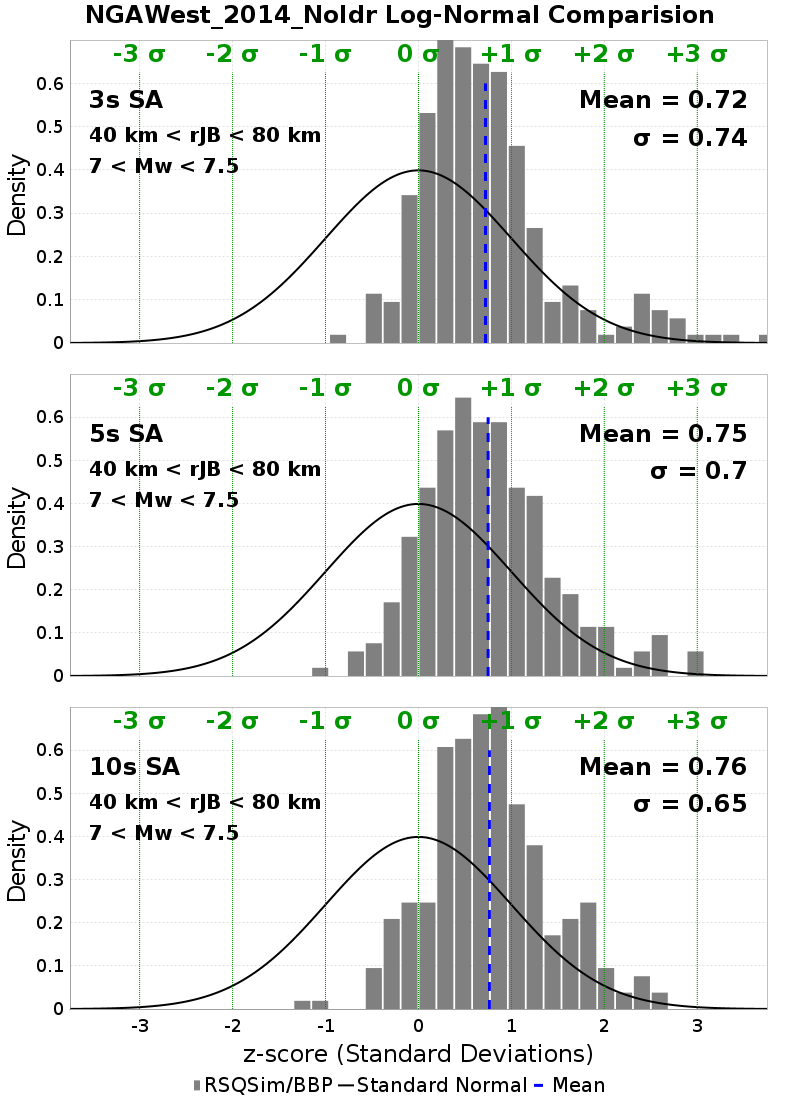 NGAWest_2014_NoIdr Log-Normal Comparision
-3 σ -2 σ -1 σ 0 σ +1 σ +2 σ +3 σ
3s SA
40 km < rJB < 80 km
7 < Mw < 7.5
Mean = 0.72
σ = 0.74
Density
0.6
0.5
0.4
0.3
0.2
0.1
0
-3 σ -2 σ -1 σ 0 σ +1 σ +2 σ +3 σ
5s SA
40 km < rJB < 80 km
7 < Mw < 7.5
Mean = 0.75
σ = 0.7
Density
0.6
0.5
0.4
0.3
0.2
0.1
0
-3 σ -2 σ -1 σ 0 σ +1 σ +2 σ +3 σ
10s SA
40 km < rJB < 80 km
7 < Mw < 7.5
Mean = 0.76
σ = 0.65
Density
0.6
0.5
0.4
0.3
0.2
0.1
0
-3 -2 -1 0 1 2 3
z-score (Standard Deviations)
RSQSim/BBP Standard Normal Mean